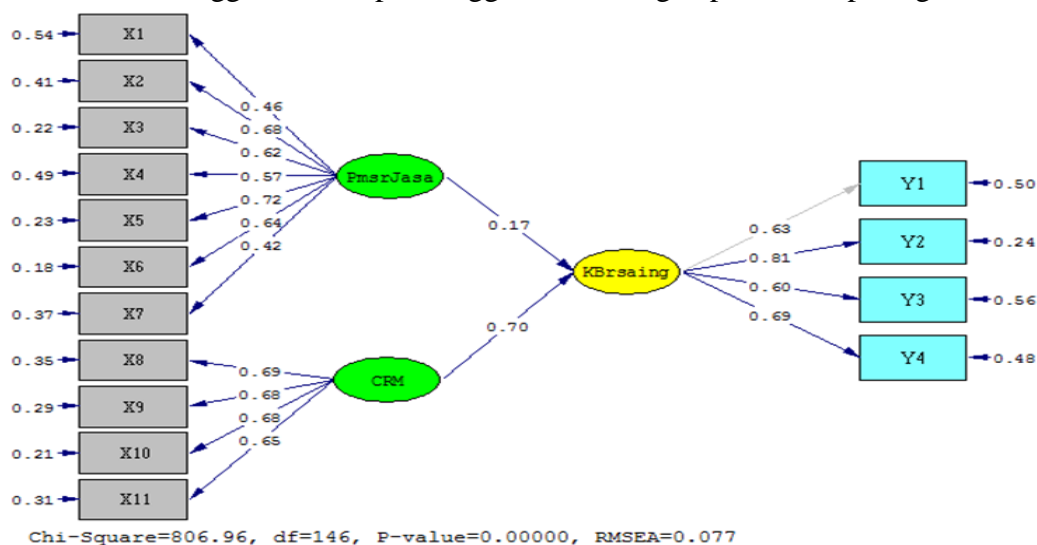 0.54 X1
0.41 X2
0.22 X3
0.49 X4
0.23 X5
0.18 X6
0.37 X7
0.35 X8
0.29 X9
0.21 X10
0.31 X11
0.46
0.68
0.62
0.57
0.72
0.64
0.42
0.69
0.68
0.68
0.65
PmsrJasa
CRM
0.17
0.70
KBrsaing
0.63
0.81
0.60
0.69
Y1 0.50
Y2 0.24
Y3 0.56
Y4 0.48
Chi-Square=806.96, df=146, P-value=0.00000, RMSEA=0.077